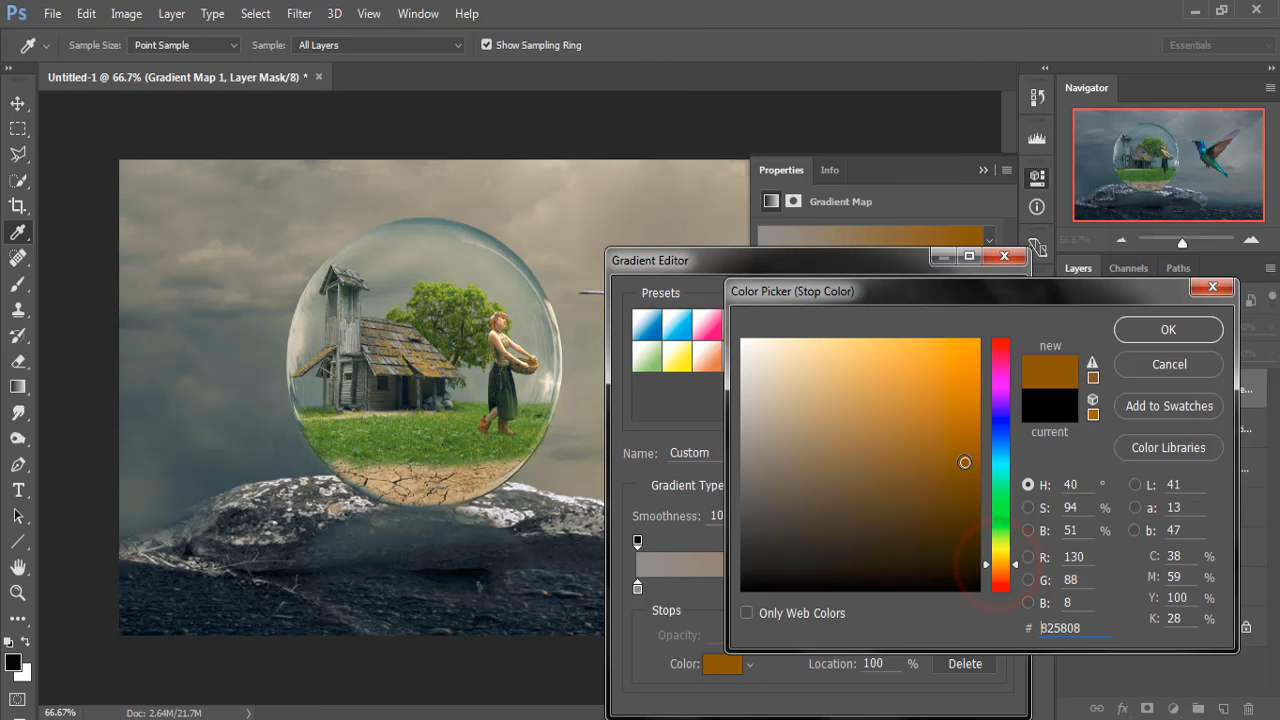 Ps File Edit Image Layer Type Select Filter 3D View Window Help
Sample Size: Point Sample Sample: All Layers Show Sampling Ring Essentials
Untitled-1 @ 66.7% (Gradient Map 1, Layer Mask/8) * ×
Navigator
Properties Info
Gradient Map
66.67%
Gradient Editor
Layers Channels Paths
Color Picker (Stop Color)
Presets
OK
new
Cancel
Add to Swatches
current
Color Libraries
Name: Custom
Gradient Type
H: 40 ° L: 41
S: 94 % a: 13
Smoothness: 10
B: 51 % b: 47
R: 130 C: 38 %
G: 88 M: 59 %
B: 8 Y: 100 %
K: 28 %
Only Web Colors
# 825808
Stops
Opacity:
Color: Location: 100 % Delete
66.67% Doc: 2.64M/21.7M
fx